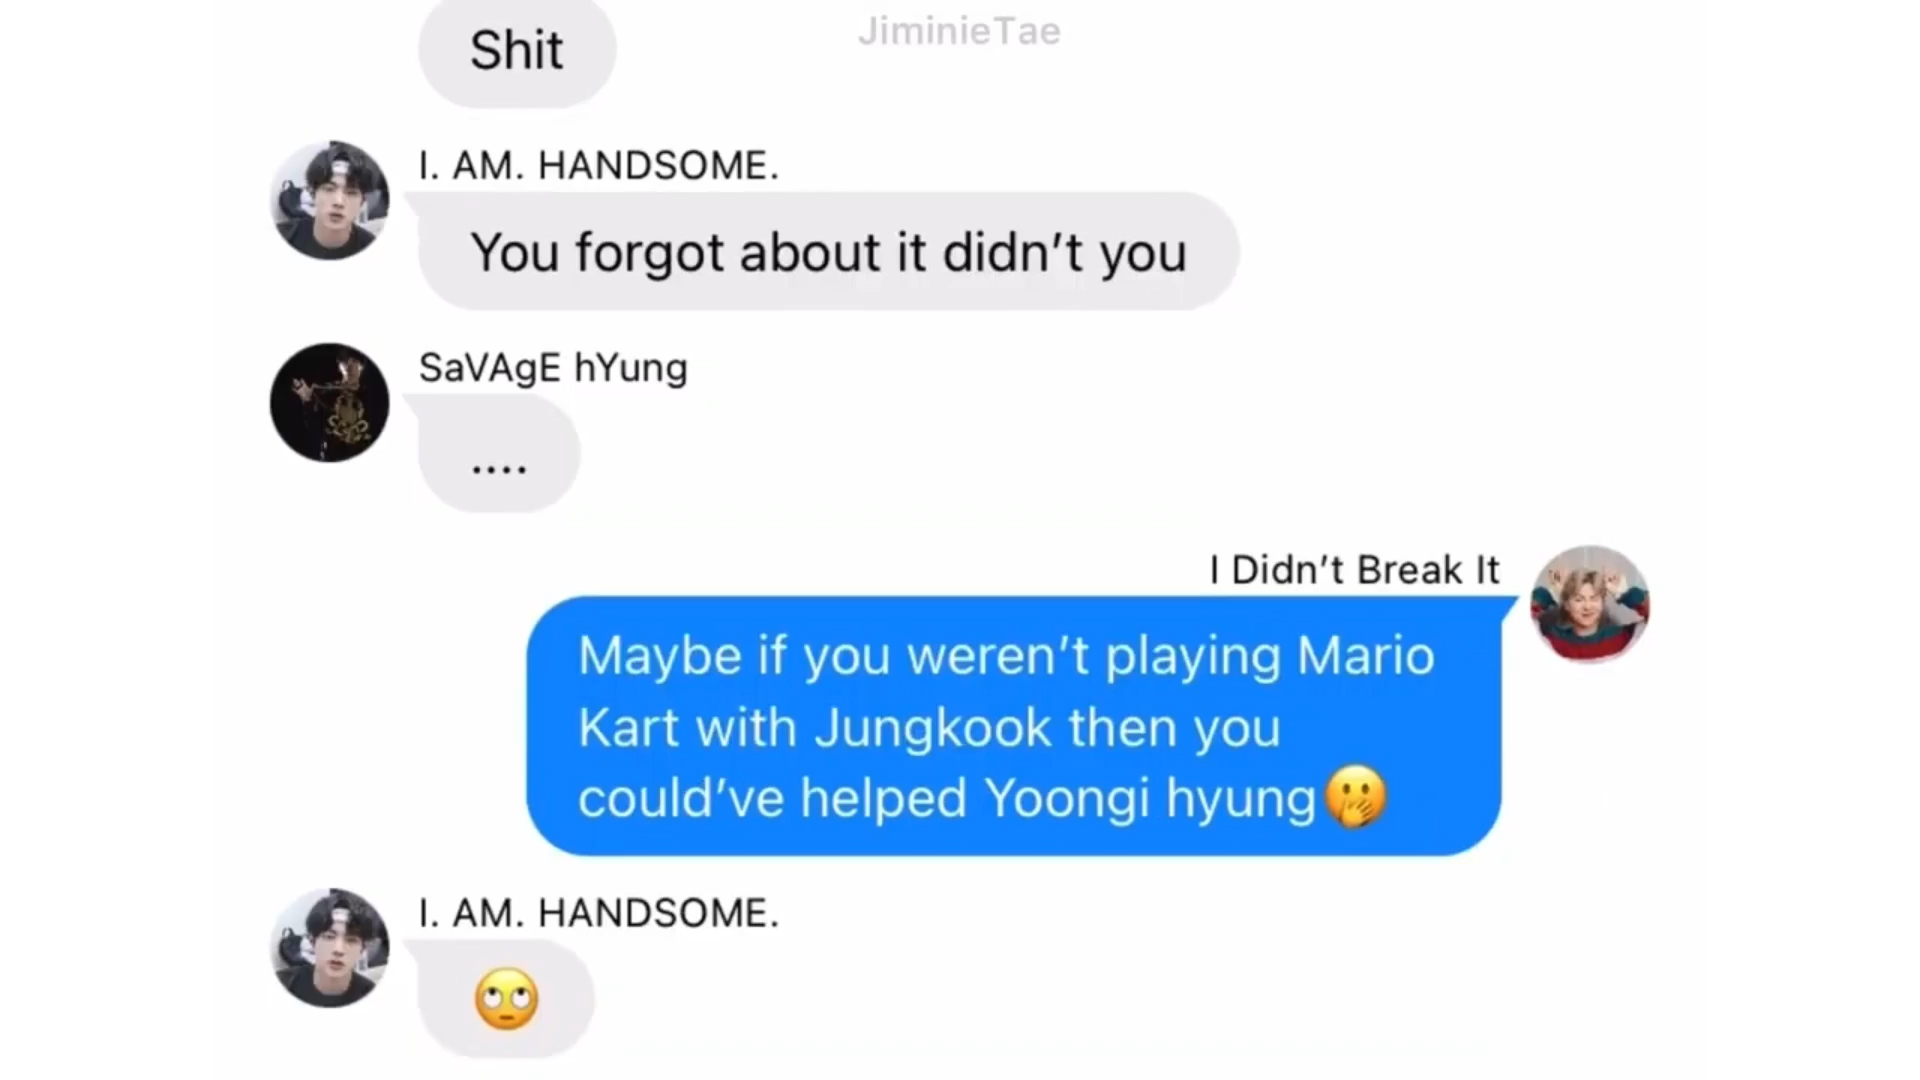 JiminieTae
Shit
I. AM. HANDSOME.
You forgot about it didn’t you
SaVAgE hYung
....
I Didn’t Break It
Maybe if you weren’t playing Mario
Kart with Jungkook then you
could’ve helped Yoongi hyung🤭
I. AM. HANDSOME.
🙄